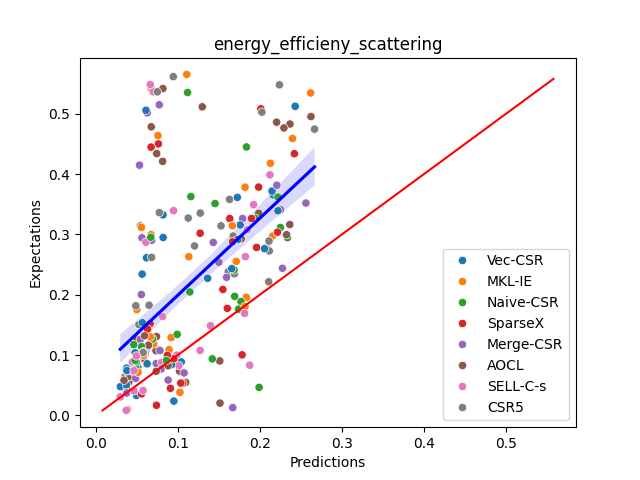 energy_efficieny_scattering
Expectations
0.5
0.4
0.3
0.2
0.1
0.0
0.0 0.1 0.2 0.3 0.4 0.5
Predictions
Vec-CSR
MKL-IE
Naive-CSR
SparseX
Merge-CSR
AOCL
SELL-C-s
CSR5